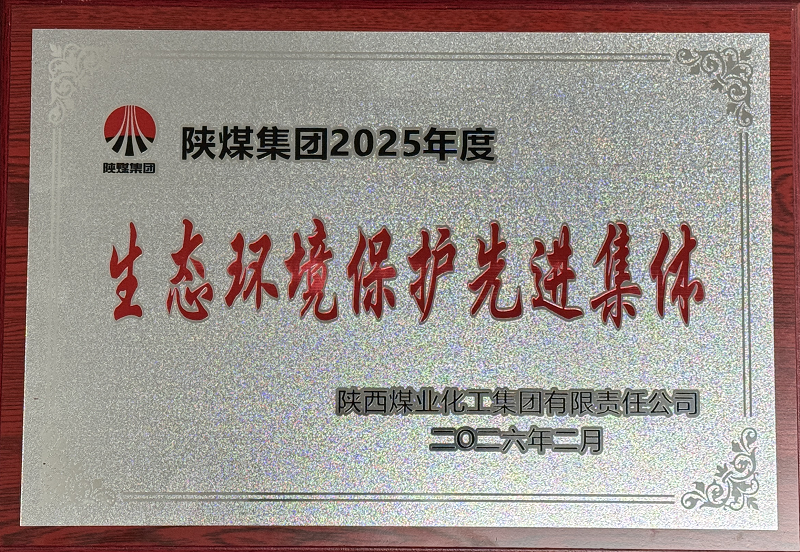 陕煤集团
陕煤集团2025年度
生态环境保护先进集体
陕西煤业化工集团有限责任公司
二〇二六年二月